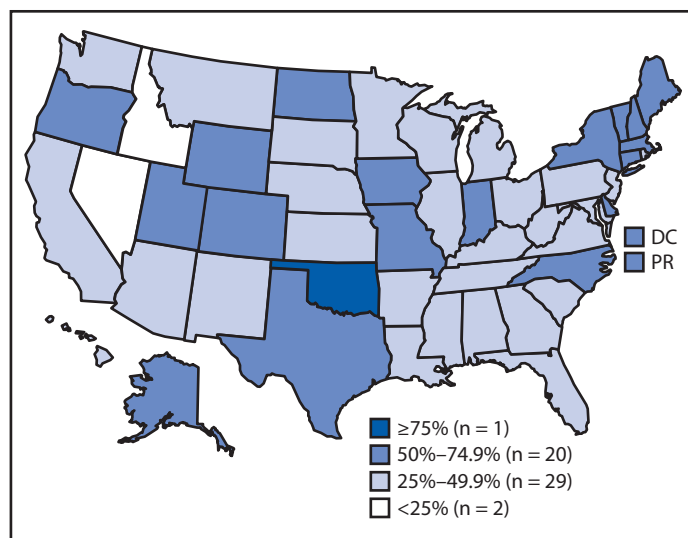 DC
PR
≥75% (n = 1)
50%–74.9% (n = 20)
25%–49.9% (n = 29)
<25% (n = 2)